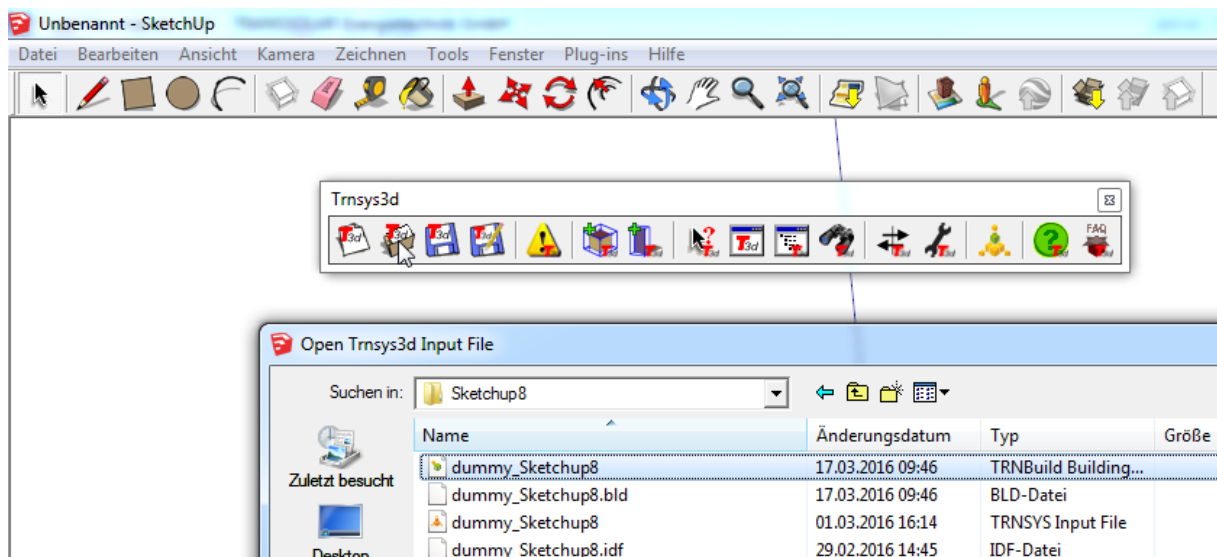 Unbenannt - SketchUp
Datei Bearbeiten Ansicht Kamera Zeichnen Tools Fenster Plug-ins Hilfe
Trnsys3d
FAQ
Open Trnsys3d Input File
Suchen in: Sketchup8
Name Änderungsdatum Typ Größe
dummy_Sketchup8 17.03.2016 09:46 TRNBuild Building...
Zuletzt besucht
dummy_Sketchup8.bld 17.03.2016 09:46 BLD-Datei
dummy_Sketchup8 01.03.2016 16:14 TRNSYS Input File
Desktop
dummy_Sketchup8.idf 29.02.2016 14:45 IDF-Datei